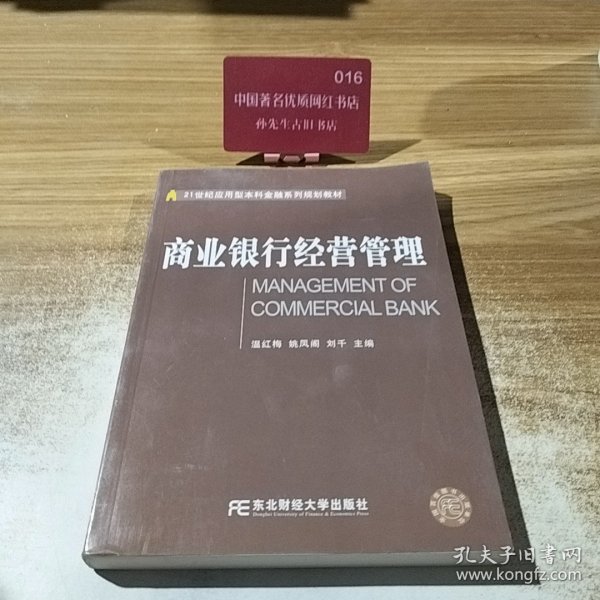 016
中国著名优质网红书店
孙先生古旧书店
21世纪应用型本科金融系列规划教材
商业银行经营管理
MANAGEMENT OF
COMMERCIAL BANK
温红梅 姚凤阁 刘千 主编
东北财经大学出版社
Dongbei University of Finance & Economics Press
孔夫子旧书网
www.kongfz.com